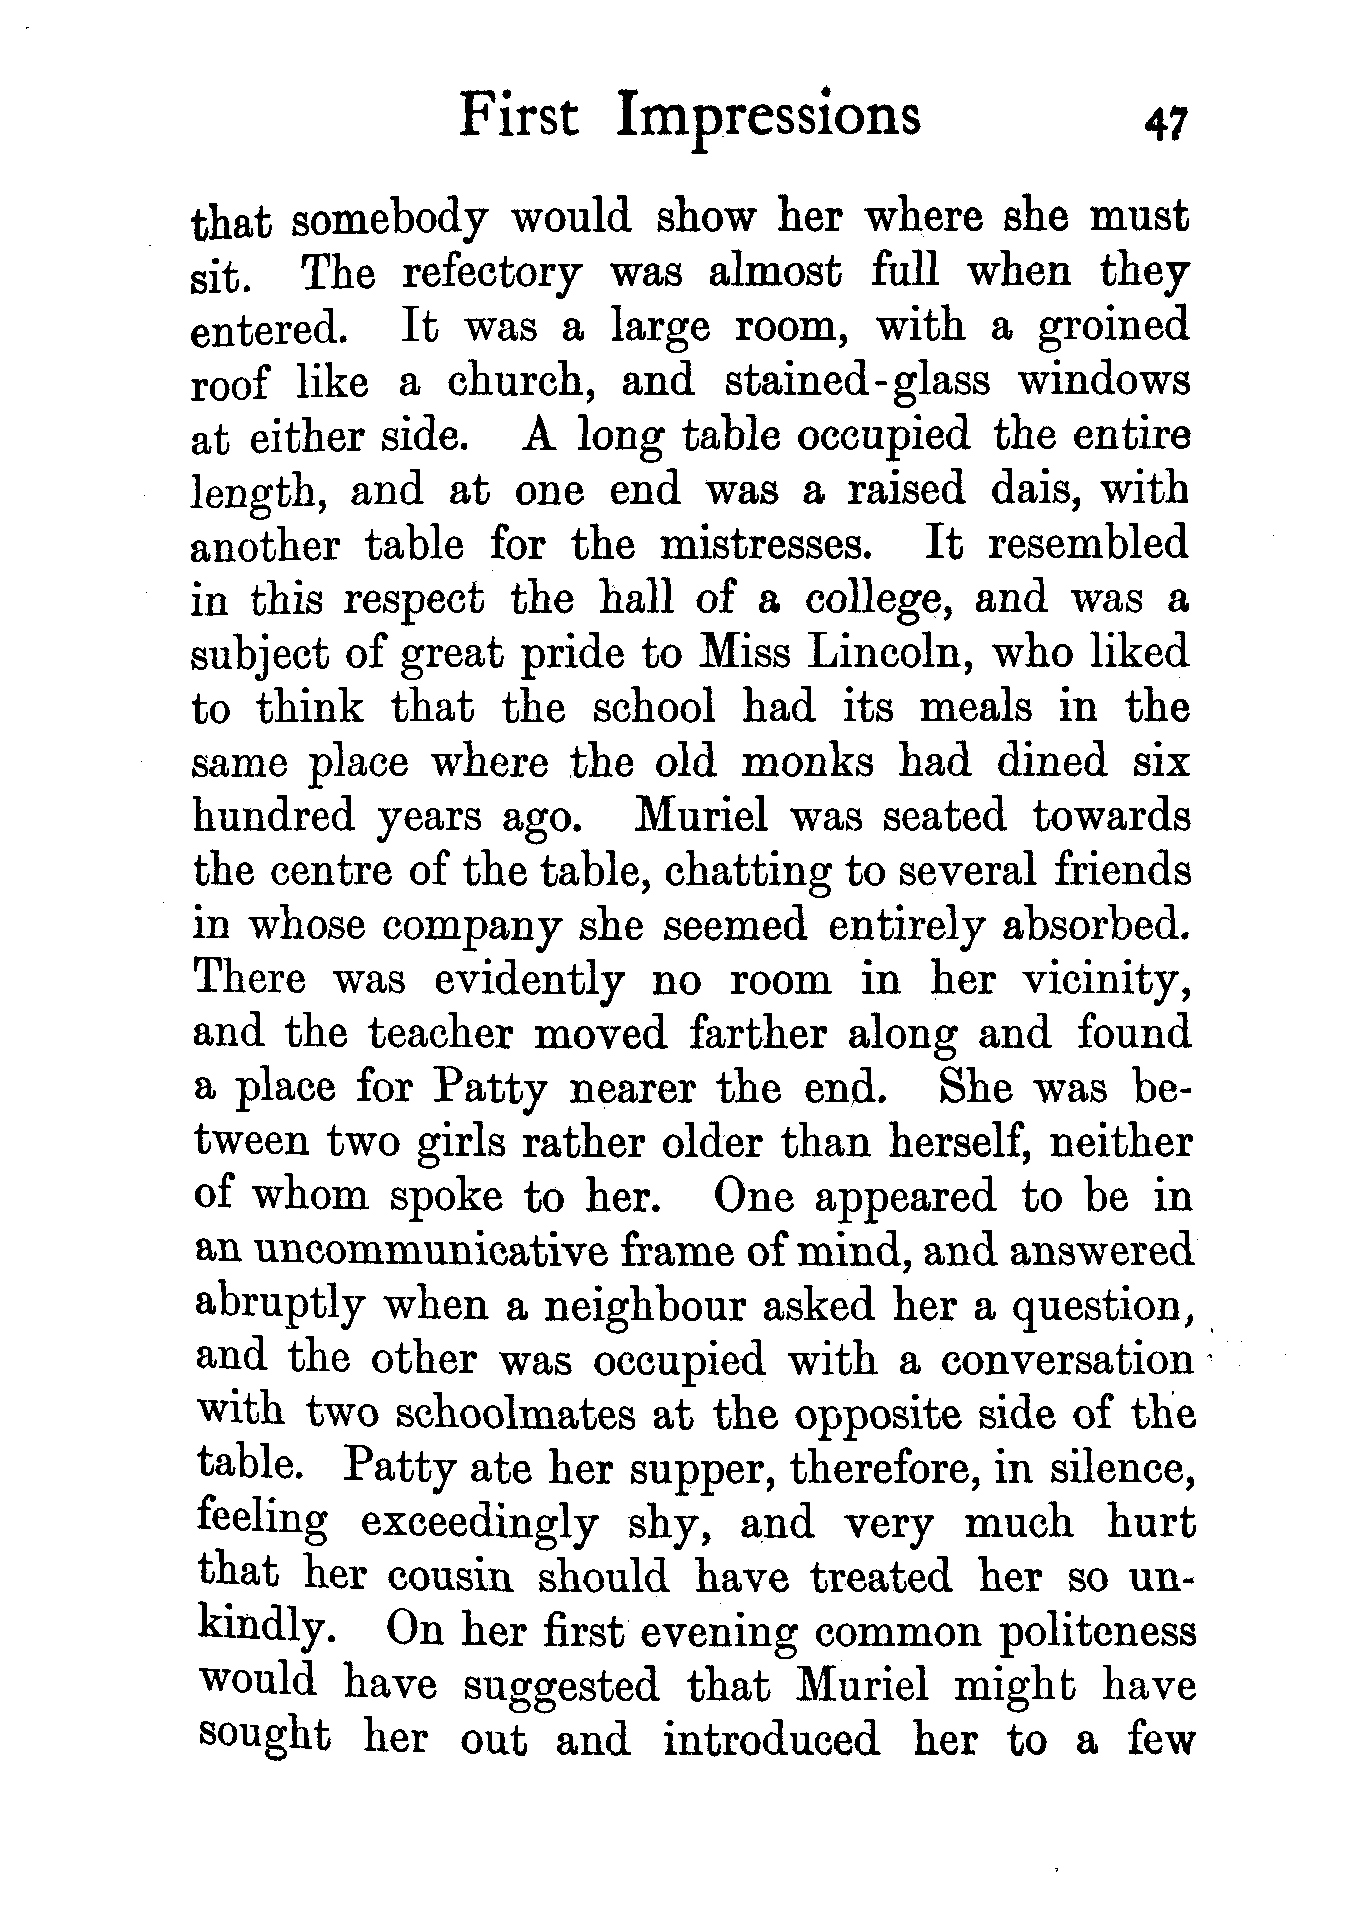 First Impressions 47
that somebody would show her where she must
sit. The refectory was almost full when they
entered. It was a large room, with a groined
roof like a church, and stained-glass windows
at either side. A long table occupied the entire
length, and at one end was a raised dais, with
another table for the mistresses. It resembled
in this respect the hall of a college, and was a
subject of great pride to Miss Lincoln, who liked
to think that the school had its meals in the
same place where the old monks had dined six
hundred years ago. Muriel was seated towards
the centre of the table, chatting to several friends
in whose company she seemed entirely absorbed.
There was evidently no room in her vicinity,
and the teacher moved farther along and found
a place for Patty nearer the end. She was be-
tween two girls rather older than herself, neither
of whom spoke to her. One appeared to be in
an uncommunicative frame of mind, and answered
abruptly when a neighbour asked her a question,
and the other was occupied with a conversation
with two schoolmates at the opposite side of the
table. Patty ate her supper, therefore, in silence,
feeling exceedingly shy, and very much hurt
that her cousin should have treated her so un-
kindly. On her first evening common politeness
would have suggested that Muriel might have
sought her out and introduced her to a few